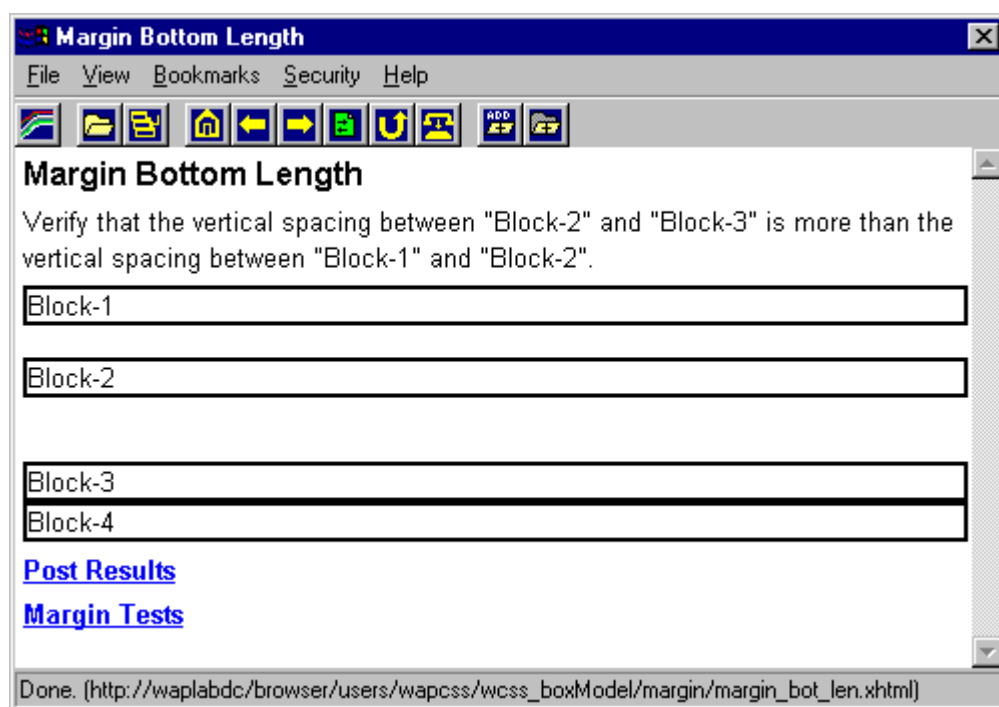 Margin Bottom Length
File View Bookmarks Security Help
ADD
Margin Bottom Length
Verify that the vertical spacing between "Block-2" and "Block-3" is more than the
vertical spacing between "Block-1" and "Block-2".
Block-1
Block-2
Block-3
Block-4
Post Results
Margin Tests
Done. (http://waplabdc/browser/users/wapcss/wcss_boxModel/margin/margin_bot_len.xhtml)